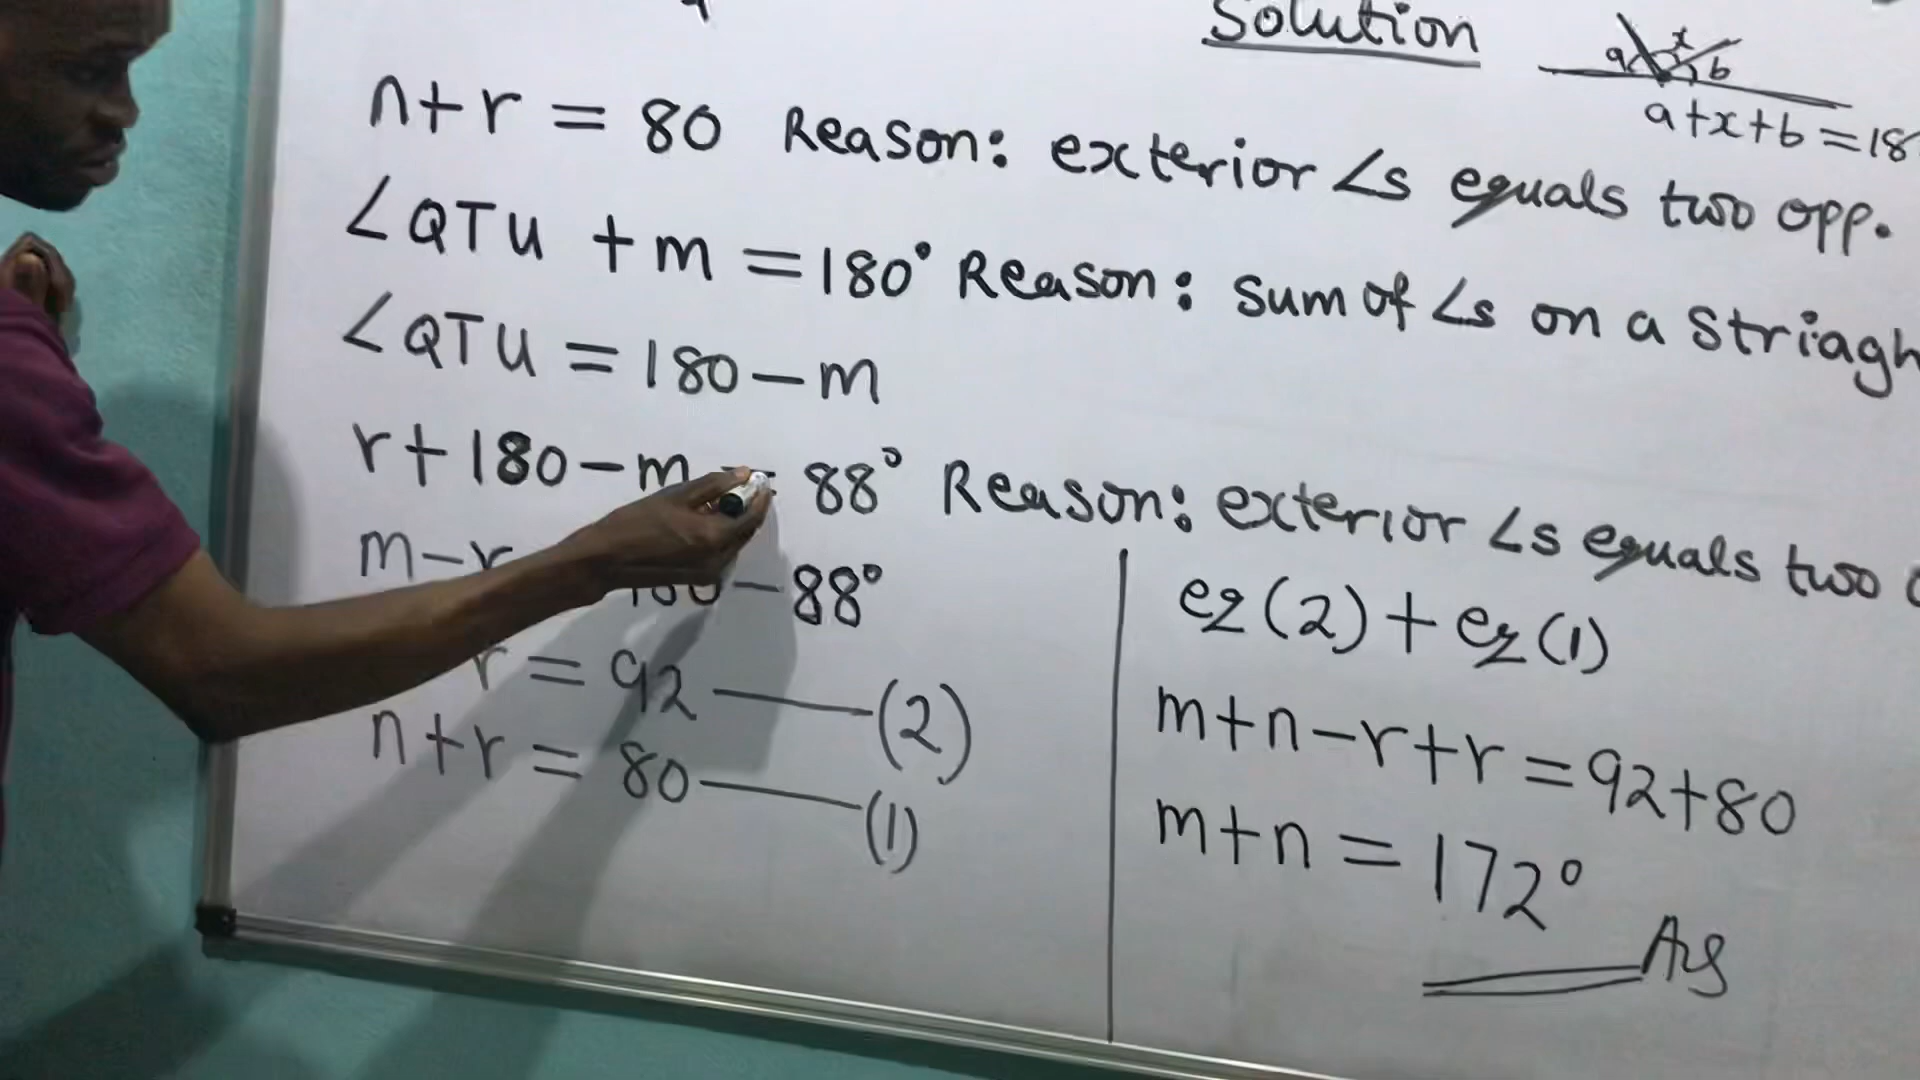 Solution
a x b
a+x+b=18
n+r = 80 Reason: exterior ∠s equals two opp.
∠QTU + m = 180° Reason: sum of ∠s on a Striagh
∠QTU = 180-m
r+180-m = 88° Reason: exterior ∠s equals two
m-r 180-88°
r = 92 —— (2)
n+r = 80 —— (1)
eq(2)+eq(1)
m+n-r+r=92+80
m+n = 172°
Ans